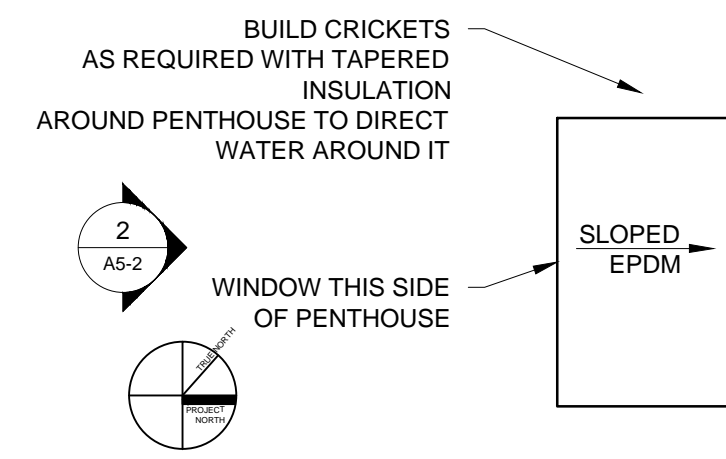 BUILD CRICKETS
AS REQUIRED WITH TAPERED
INSULATION
AROUND PENTHOUSE TO DIRECT
WATER AROUND IT
2
A5-2
SLOPED
EPDM
WINDOW THIS SIDE
OF PENTHOUSE
TRUE NORTH
PROJECT
NORTH